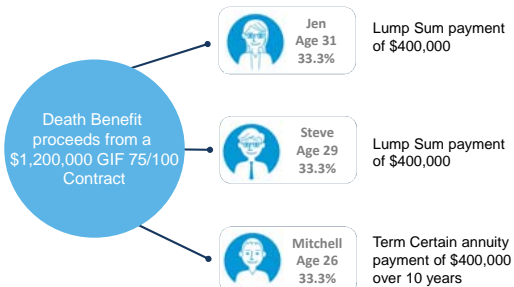 Death Benefit
proceeds from a
$1,200,000 GIF 75/100
Contract
Jen
Age 31
33.3%
Lump Sum payment
of $400,000
Steve
Age 29
33.3%
Lump Sum payment
of $400,000
Mitchell
Age 26
33.3%
Term Certain annuity
payment of $400,000
over 10 years